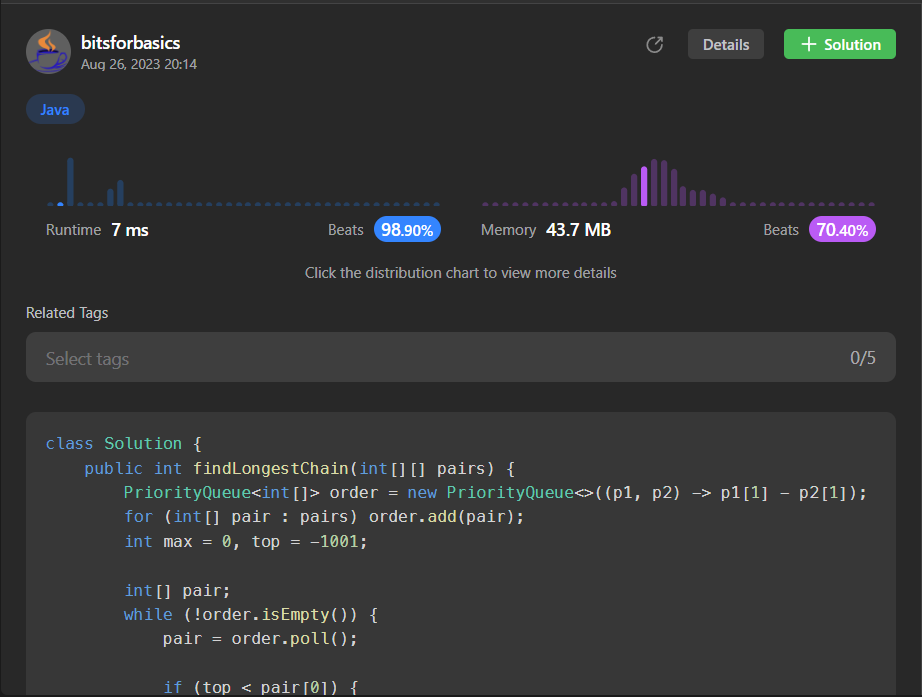 bitsforbasics
Aug 26, 2023 20:14
Details
+ Solution
Java
Runtime 7 ms Beats 98.90%
Memory 43.7 MB Beats 70.40%
Click the distribution chart to view more details
Related Tags
Select tags 0/5
class Solution {
    public int findLongestChain(int[][] pairs) {
        PriorityQueue<int[]> order = new PriorityQueue<>((p1, p2) -> p1[1] - p2[1]);
        for (int[] pair : pairs) order.add(pair);
        int max = 0, top = -1001;

        int[] pair;
        while (!order.isEmpty()) {
            pair = order.poll();

            if (top < pair[0]) {